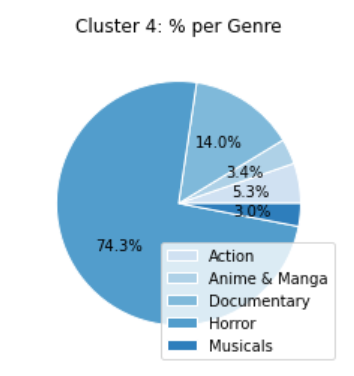 Cluster 4: % per Genre
14.0%
3.4%
5.3%
3.0%
74.3%
Action
Anime & Manga
Documentary
Horror
Musicals